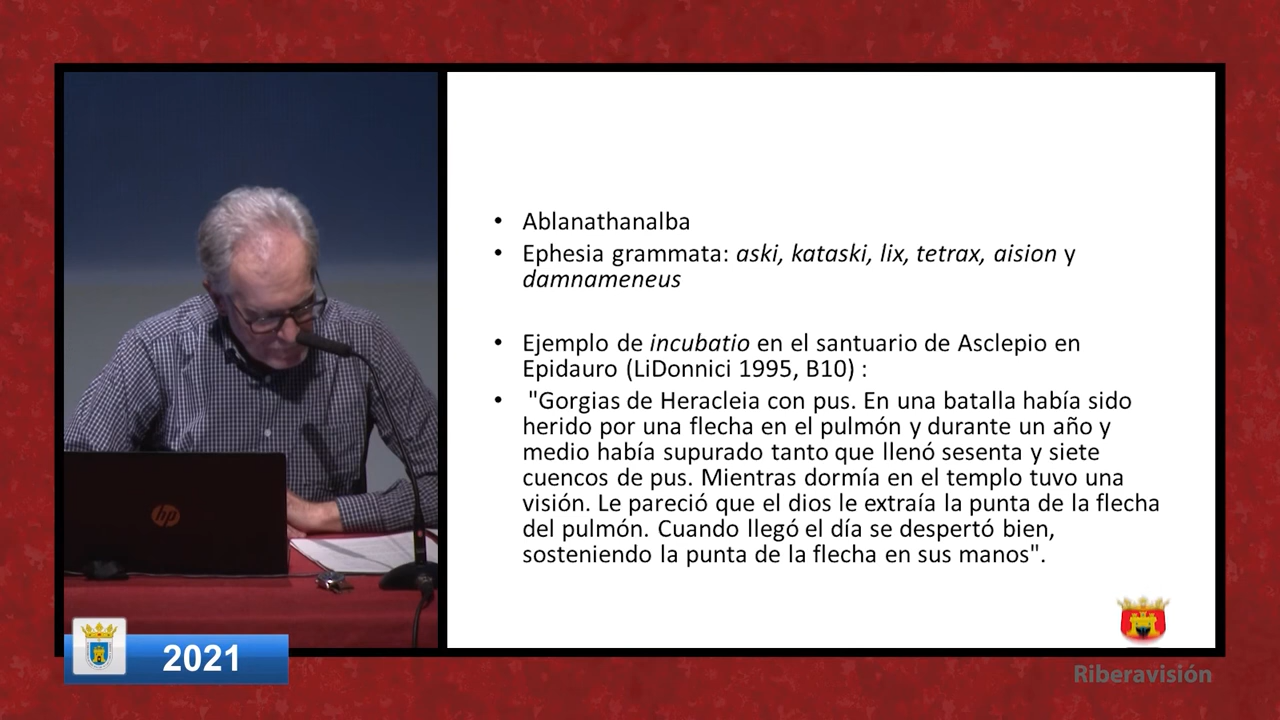 • Ablanathanalba
• Ephesia grammata: aski, kataski, lix, tetrax, aision y
damnameneus
• Ejemplo de incubatio en el santuario de Asclepio en
Epidauro (LiDonnici 1995, B10) :
• "Gorgias de Heracleia con pus. En una batalla había sido
herido por una flecha en el pulmón y durante un año y
medio había supurado tanto que llenó sesenta y siete
cuencos de pus. Mientras dormía en el templo tuvo una
visión. Le pareció que el dios le extraía la punta de la flecha
del pulmón. Cuando llegó el día se despertó bien,
sosteniendo la punta de la flecha en sus manos".
hp
2021
Riberavisión